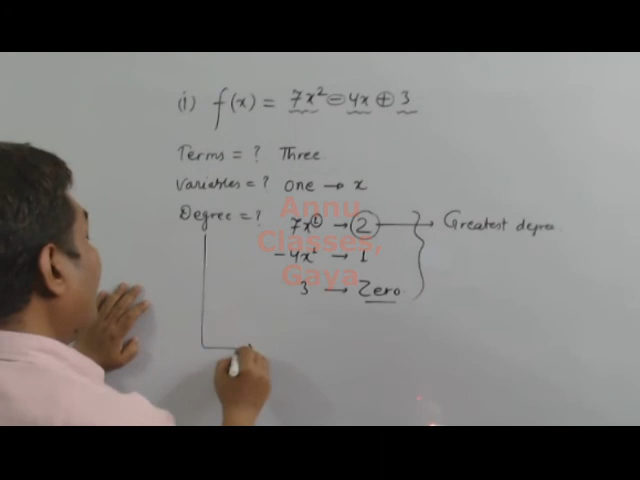 (i) f(x) = 7x² - 4x + 3
Terms = ? Three
Variables = ? One → x
Degree = ? 7x² → 2 → Greatest degree.
-4x¹ → 1
3 → Zero
Annu
Classes,
Gaya